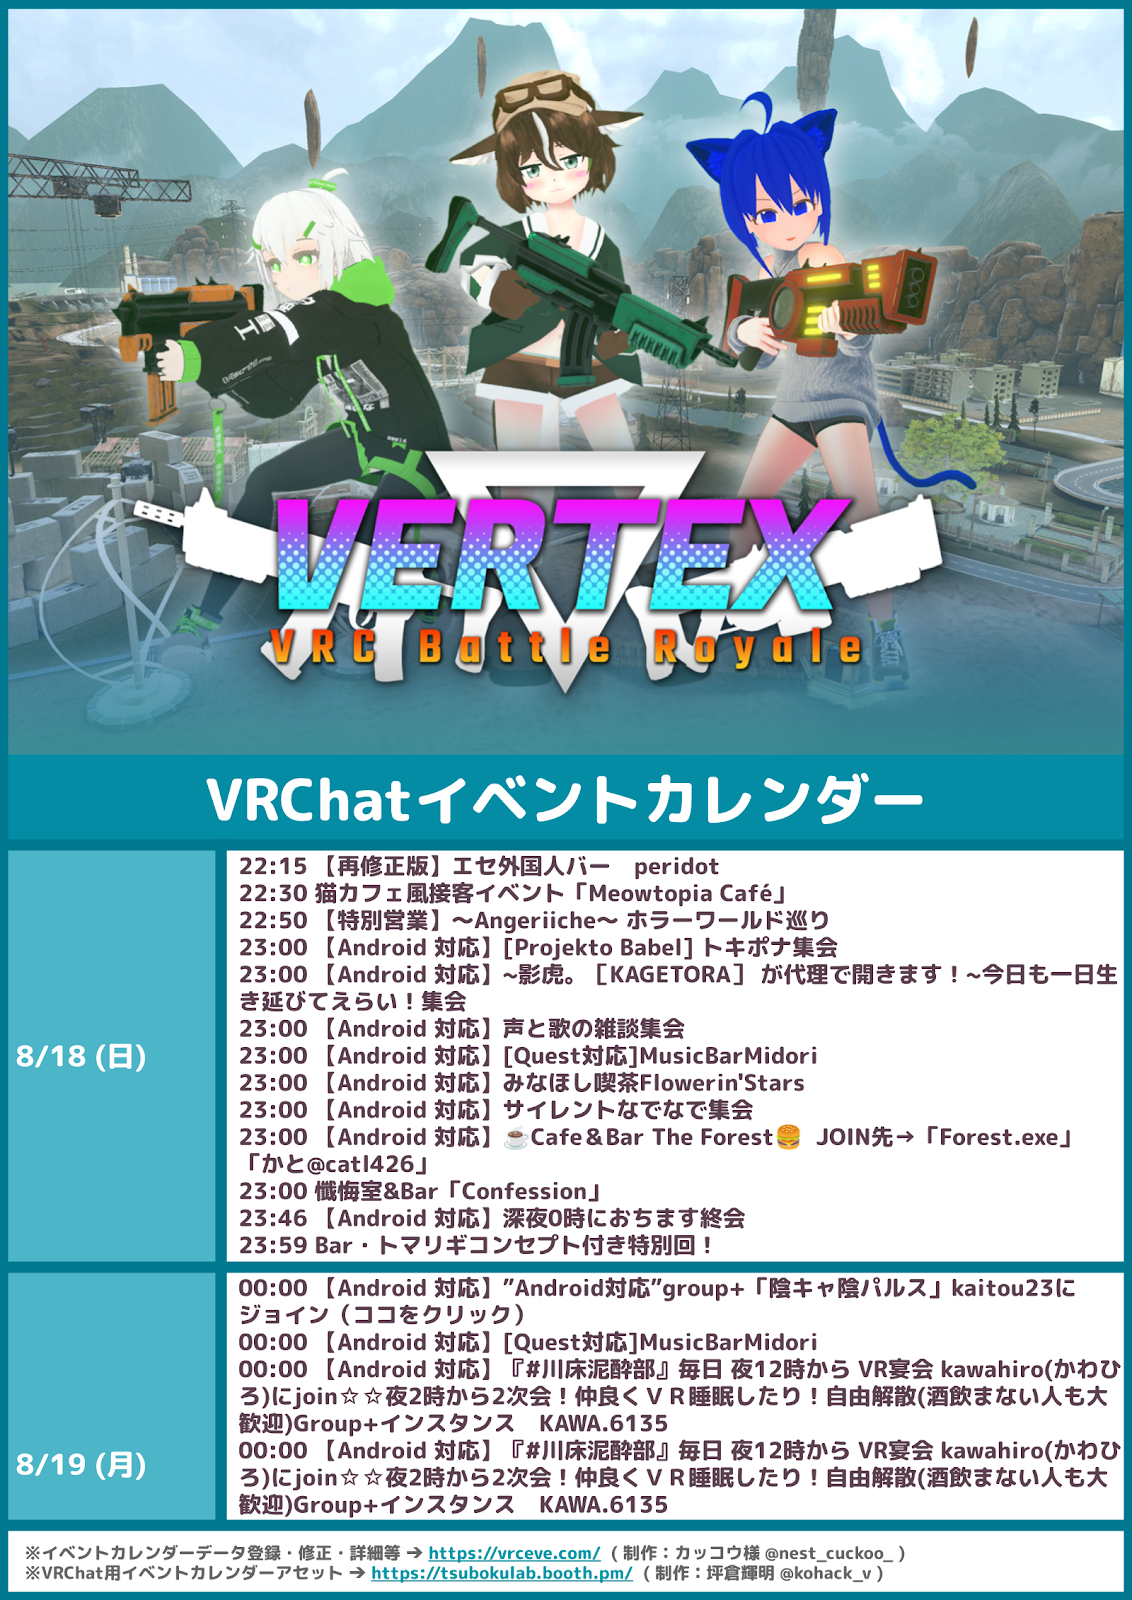 VERTEX
VRC Battle Royale
VRChatイベントカレンダー
8/18 (日)
22:15 【再修正版】エセ外国人バー　peridot
22:30 猫カフェ風接客イベント「Meowtopia Café」
22:50 【特別営業】～Angeriiche～ ホラーワールド巡り
23:00 【Android 対応】[Projekto Babel] トキポナ集会
23:00 【Android 対応】~影虎。［KAGETORA］ が代理で開きます！~今日も一日生
き延びてえらい！集会
23:00 【Android 対応】声と歌の雑談集会
23:00 【Android 対応】[Quest対応]MusicBarMidori
23:00 【Android 対応】みなほし喫茶Flowerin'Stars
23:00 【Android 対応】サイレントなでなで集会
23:00 【Android 対応】☕Cafe＆Bar The Forest🍔 JOIN先→「Forest.exe」
「かと@catl426」
23:00 懺悔室&Bar「Confession」
23:46 【Android 対応】深夜0時におちます終会
23:59 Bar・トマリギコンセプト付き特別回！
8/19 (月)
00:00 【Android 対応】”Android対応”group+「陰キャ陰パルス」kaitou23に
ジョイン（ココをクリック）
00:00 【Android 対応】[Quest対応]MusicBarMidori
00:00 【Android 対応】『#川床泥酔部』毎日 夜12時から VR宴会 kawahiro(かわひ
ろ)にjoin☆☆夜2時から2次会！仲良くＶＲ睡眠したり！自由解散(酒飲まない人も大
歓迎)Group+インスタンス　KAWA.6135
00:00 【Android 対応】『#川床泥酔部』毎日 夜12時から VR宴会 kawahiro(かわひ
ろ)にjoin☆☆夜2時から2次会！仲良くＶＲ睡眠したり！自由解散(酒飲まない人も大
歓迎)Group+インスタンス　KAWA.6135
※イベントカレンダーデータ登録・修正・詳細等 → https://vrceve.com/ （制作：カッコウ様 @nest_cuckoo_ ）
※VRChat用イベントカレンダーアセット → https://tsubokulab.booth.pm/ （制作：坪倉輝明 @kohack_v ）